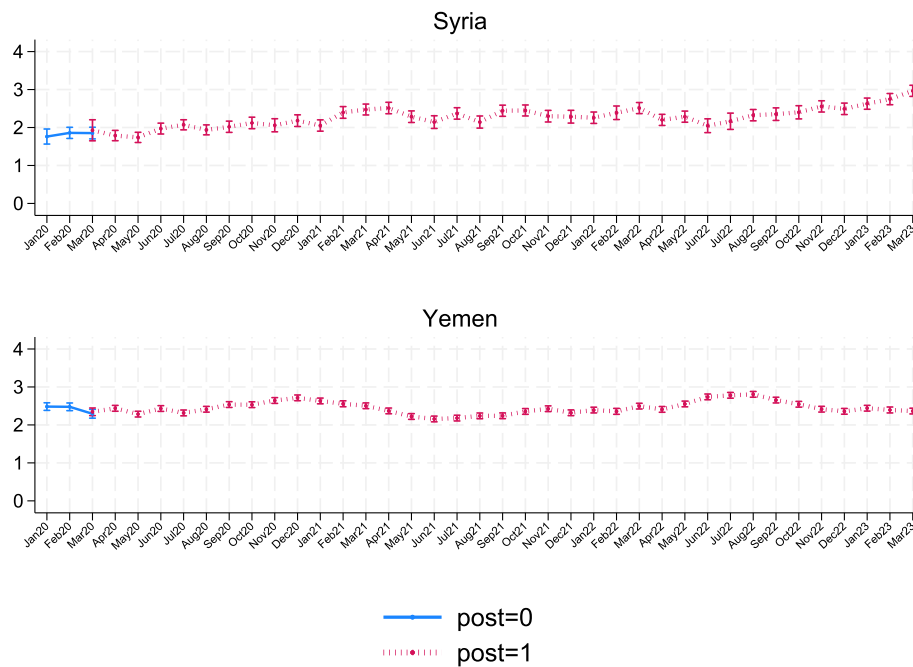 Syria
4
3
2
1
0
Jan20 Feb20 Mar20 Apr20 May20 Jun20 Jul20 Aug20 Sep20 Oct20 Nov20 Dec20 Jan21 Feb21 Mar21 Apr21 May21 Jun21 Jul21 Aug21 Sep21 Oct21 Nov21 Dec21 Jan22 Feb22 Mar22 Apr22 May22 Jun22 Jul22 Aug22 Sep22 Oct22 Nov22 Dec22 Jan23 Feb23 Mar23
Yemen
4
3
2
1
0
Jan20 Feb20 Mar20 Apr20 May20 Jun20 Jul20 Aug20 Sep20 Oct20 Nov20 Dec20 Jan21 Feb21 Mar21 Apr21 May21 Jun21 Jul21 Aug21 Sep21 Oct21 Nov21 Dec21 Jan22 Feb22 Mar22 Apr22 May22 Jun22 Jul22 Aug22 Sep22 Oct22 Nov22 Dec22 Jan23 Feb23 Mar23
post=0
post=1